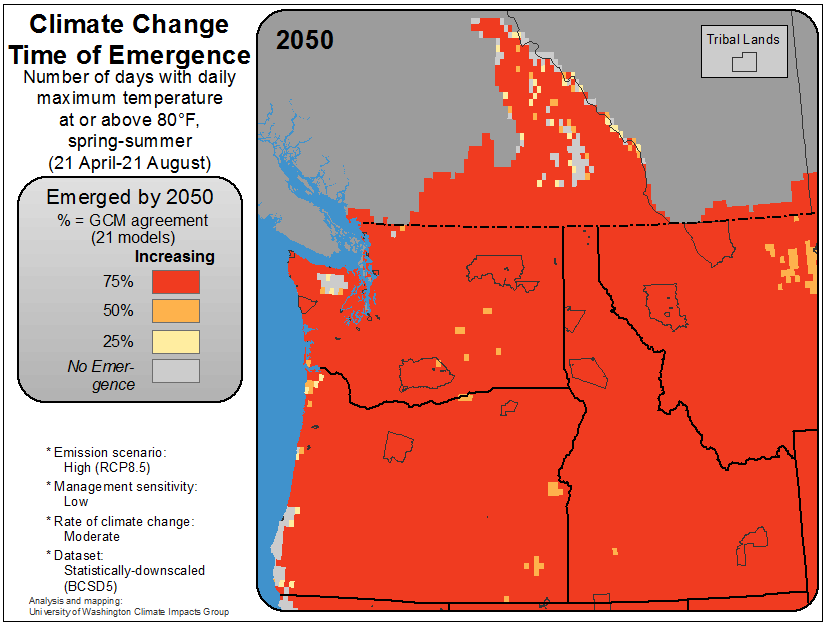 Climate Change
Time of Emergence
Number of days with daily
maximum temperature
at or above 80°F,
spring-summer
(21 April-21 August)
Emerged by 2050
% = GCM agreement
(21 models)
Increasing
75%
50%
25%
No Emer-
gence
* Emission scenario:
High (RCP8.5)
* Management sensitivity:
Low
* Rate of climate change:
Moderate
* Dataset:
Statistically-downscaled
(BCSD5)
Analysis and mapping:
University of Washington Climate Impacts Group
2050
Tribal Lands